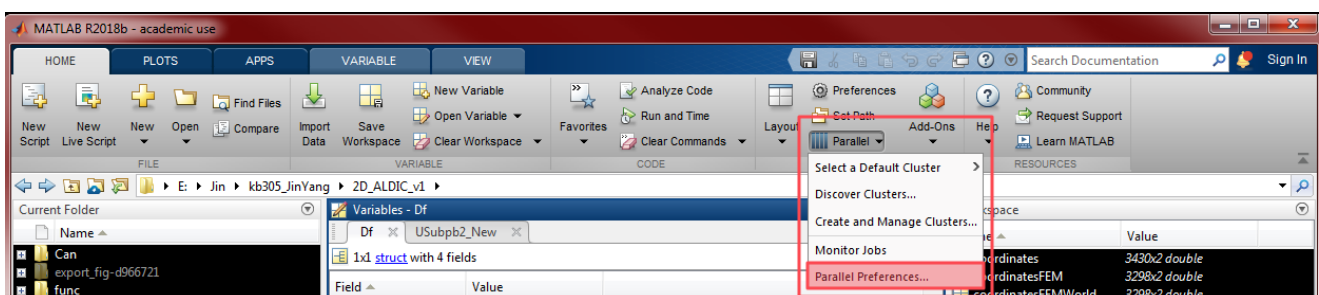 MATLAB R2018b - academic use
HOME PLOTS APPS VARIABLE VIEW Search Documentation Sign In
New Script
New Live Script
New
Open
Find Files
Compare
FILE
Import Data
Save Workspace
New Variable
Open Variable
Clear Workspace
VARIABLE
Favorites
Analyze Code
Run and Time
Clear Commands
CODE
Layout
Preferences
Set Path
Parallel
Add-Ons
Help
Community
Request Support
Learn MATLAB
RESOURCES
Select a Default Cluster
Discover Clusters...
Create and Manage Clusters...
Monitor Jobs
Parallel Preferences...
E: Jin kb305_JinYang 2D_ALDIC_v1
Current Folder
Name
Can
export_fig-d966721
func
Variables - Df
Df USubpb2_New
1x1 struct with 4 fields
Field Value
Value
3430x2 double
coordinatesFEM 3298x2 double
coordinatesFEMWorld 3298x2 double